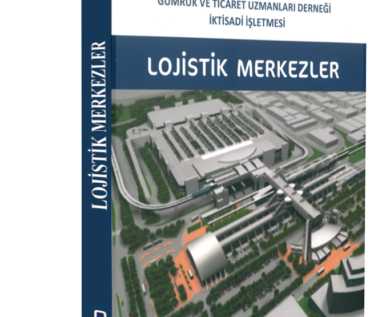 GÜMRÜK VE TİCARET UZMANLARI DERNEĞİ
İKTİSADİ İŞLETMESİ
LOJİSTİK MERKEZLER
LOJİSTİK MERKEZLER